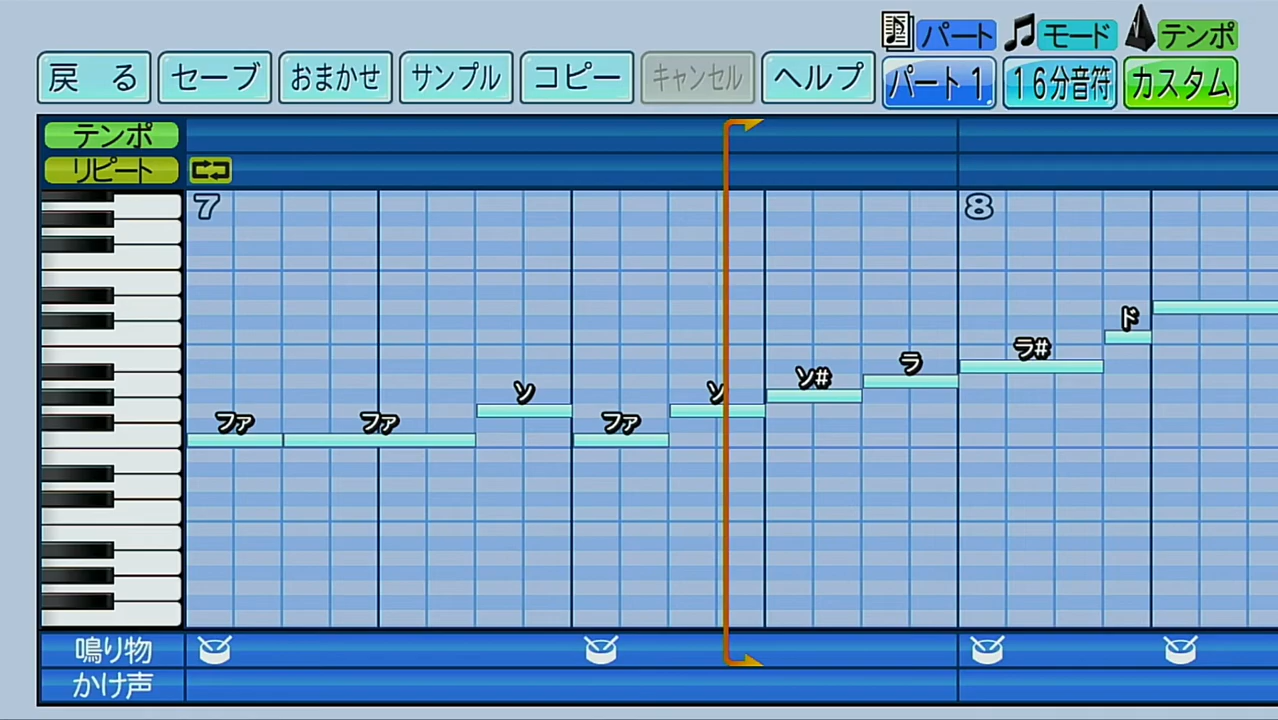 パート モード テンポ
戻る セーブ おまかせ サンプル コピー キャンセル ヘルプ パート1 16分音符 カスタム
テンポ
リピート
7 8
ド
ラ#
ラ
ソ#
ソ ソ
ファ ファ ファ
鳴り物
かけ声